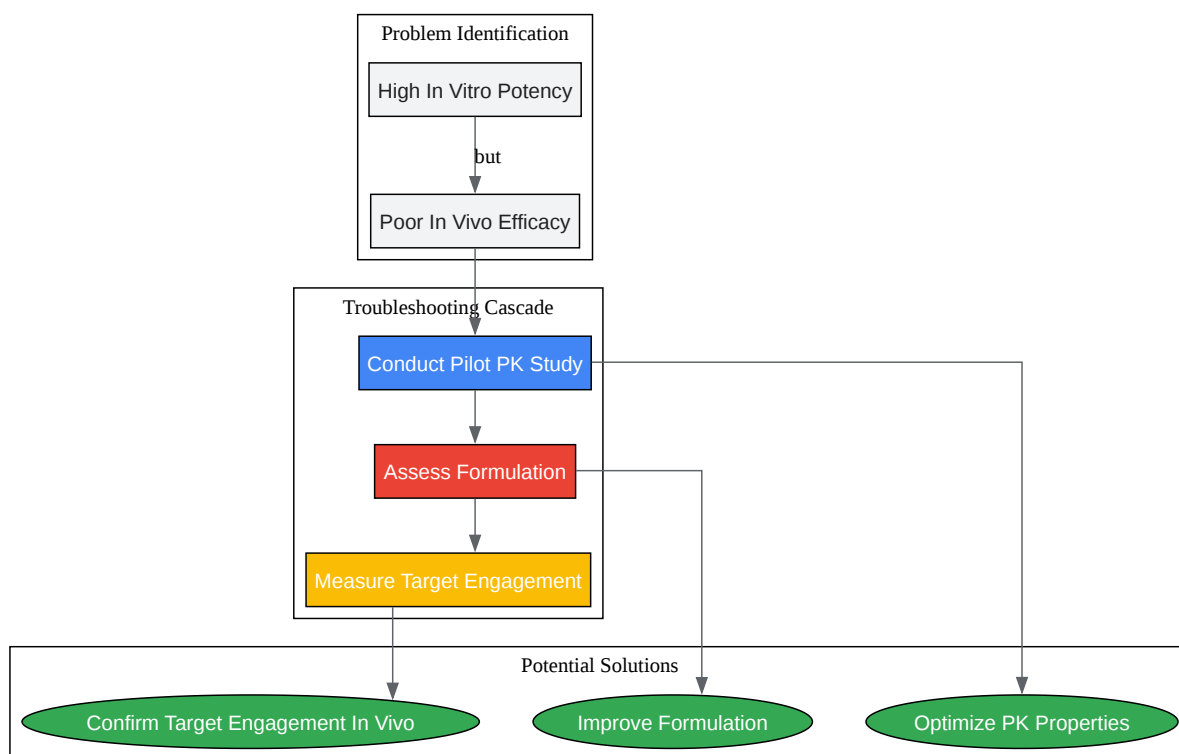 Problem Identification
High In Vitro Potency
but
Poor In Vivo Efficacy
Troubleshooting Cascade
Conduct Pilot PK Study
Assess Formulation
Measure Target Engagement
Potential Solutions
Confirm Target Engagement In Vivo
Improve Formulation
Optimize PK Properties